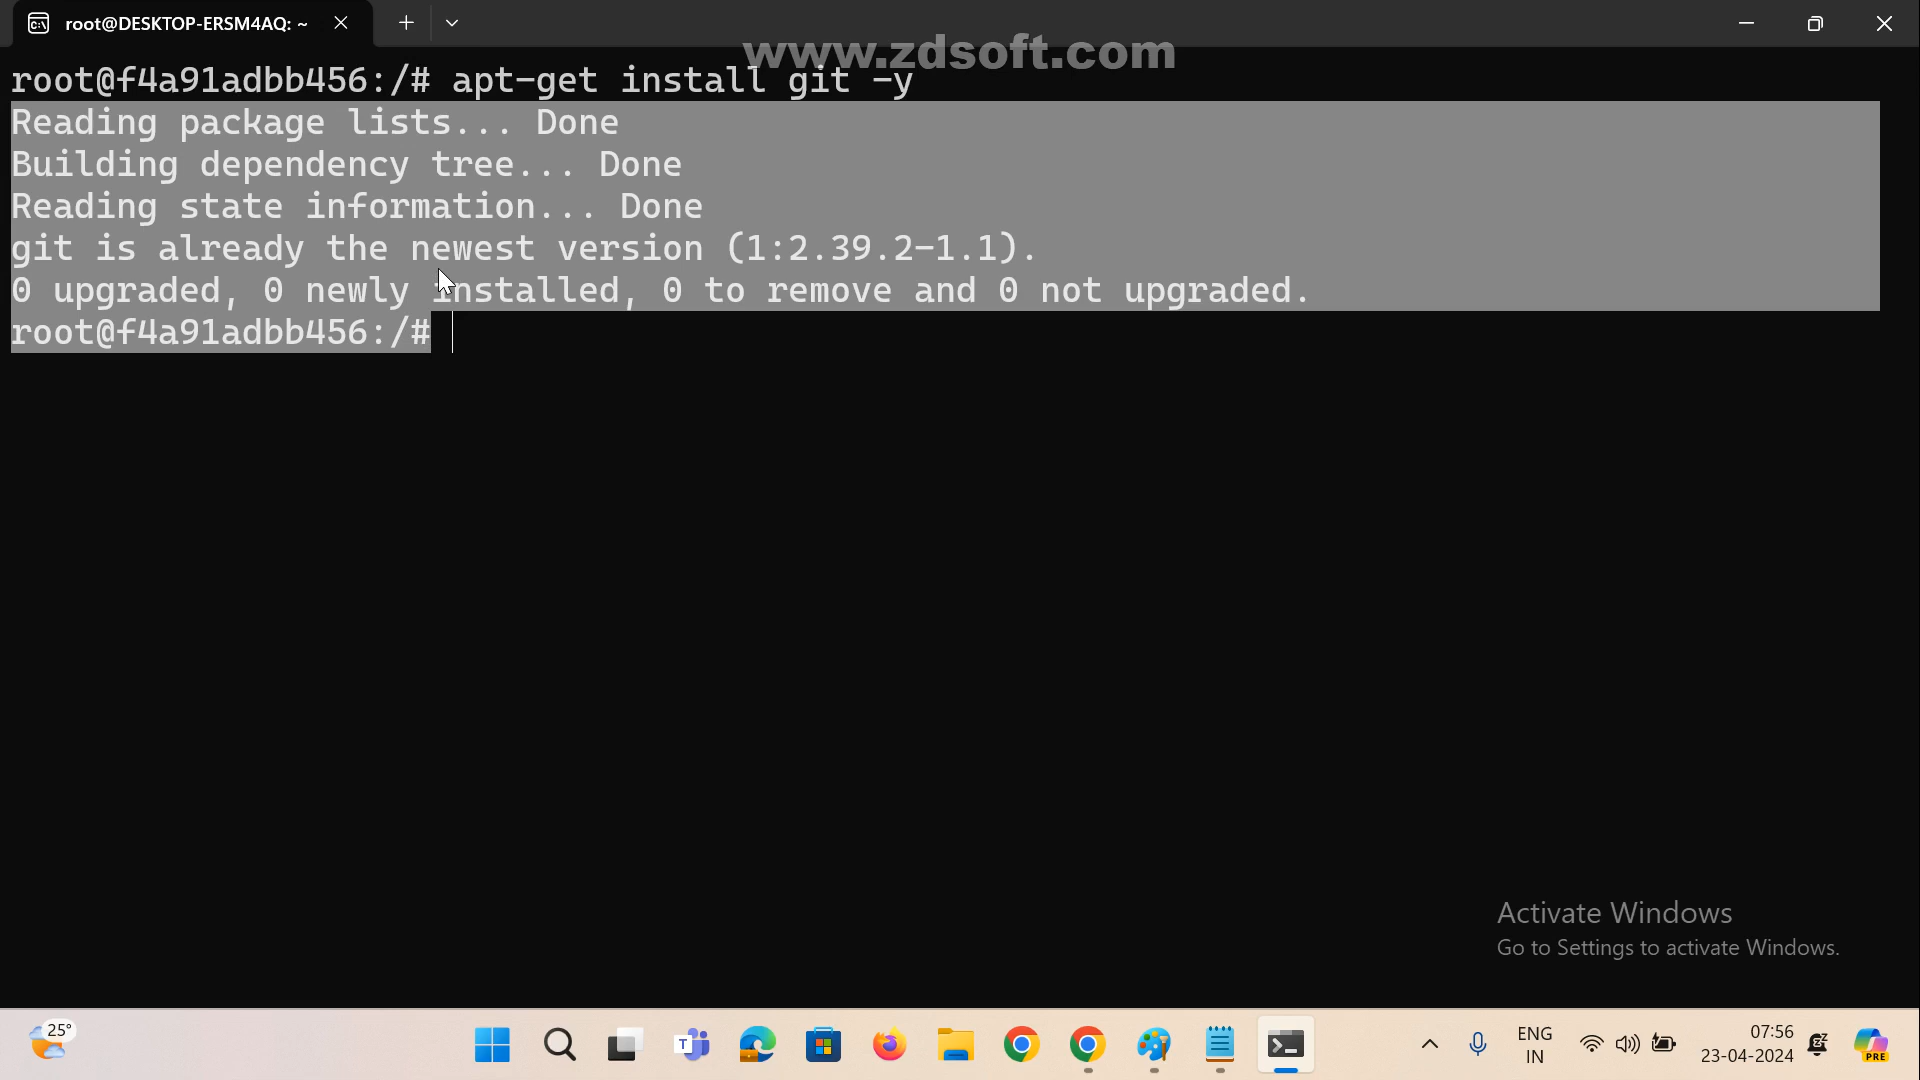 root@DESKTOP-ERSM4AQ: ~
www.zdsoft.com
root@f4a91adbb456:/# apt-get install git -y
Reading package lists... Done
Building dependency tree... Done
Reading state information... Done
git is already the newest version (1:2.39.2-1.1).
0 upgraded, 0 newly installed, 0 to remove and 0 not upgraded.
root@f4a91adbb456:/#
Activate Windows
Go to Settings to activate Windows.
25°
ENG
IN
07:56
23-04-2024
PRE